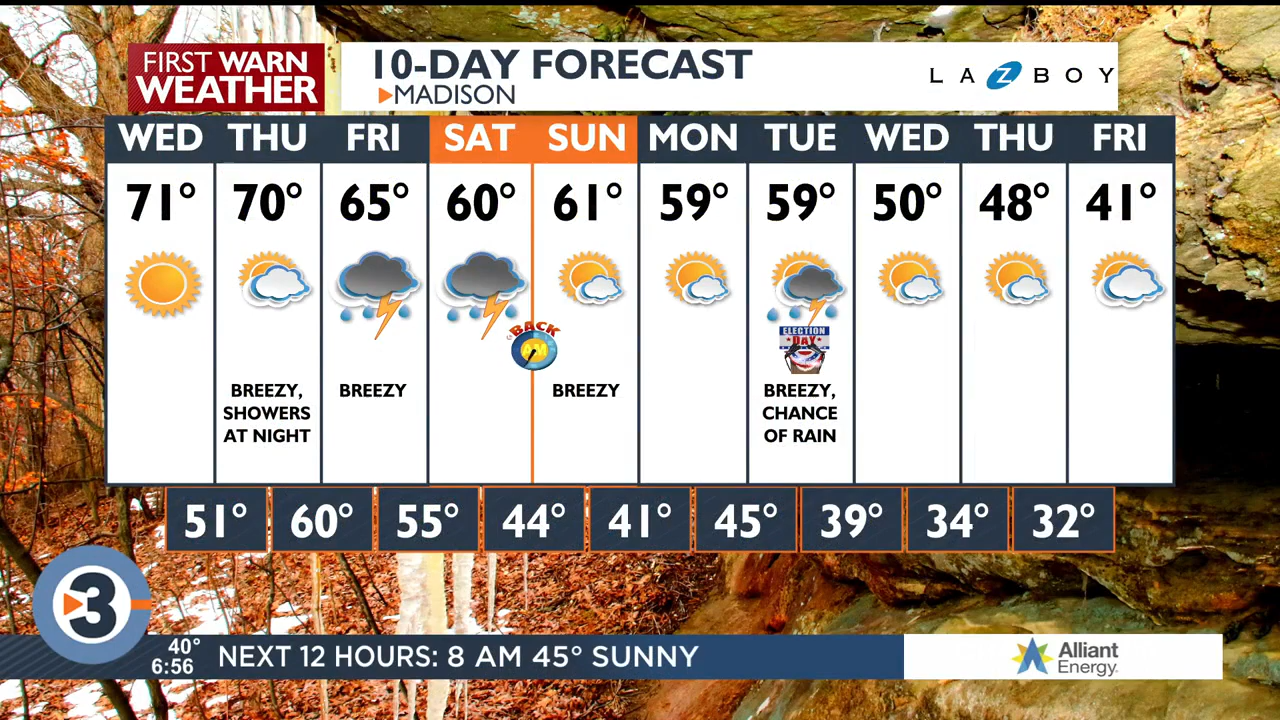 FIRST WARN
WEATHER
10-DAY FORECAST
MADISON
LAZBOY
WED THU FRI SAT SUN MON TUE WED THU FRI
71° 70° 65° 60° 61° 59° 59° 50° 48° 41°
BACK
AM
ELECTION
DAY
BREEZY,
SHOWERS
AT NIGHT
BREEZY
BREEZY
BREEZY,
CHANCE
OF RAIN
51° 60° 55° 44° 41° 45° 39° 34° 32°
3
40°
6:56
NEXT 12 HOURS: 8 AM 45° SUNNY
Alliant
Energy.